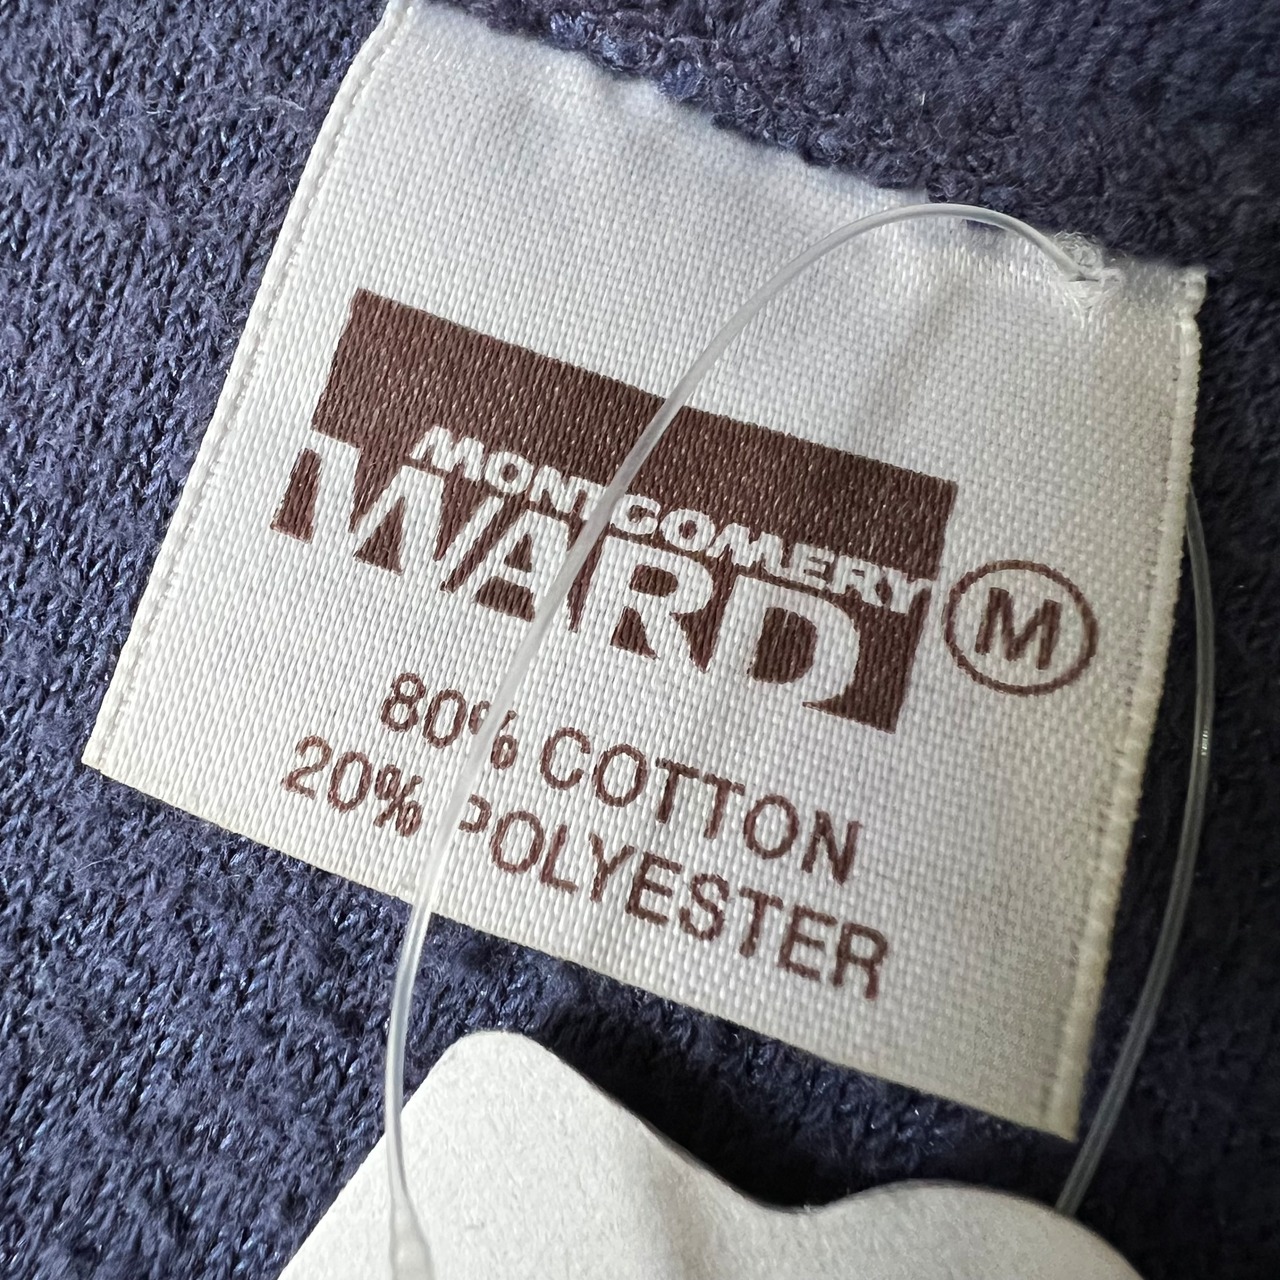 MONTGOMERY
WARD
M
80% COTTON
20% POLYESTER